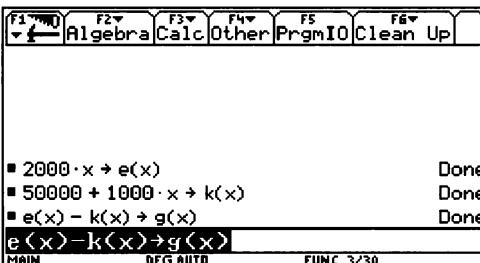 F1 F2 F3 F4 F5 F6
Algebra Calc Other PrgmIO Clean Up
2000·x → e(x) Done
50000 + 1000·x → k(x) Done
e(x) − k(x) → g(x) Done
e(x)−k(x)→g(x)
MAIN DEG AUTO FUNC 3/30